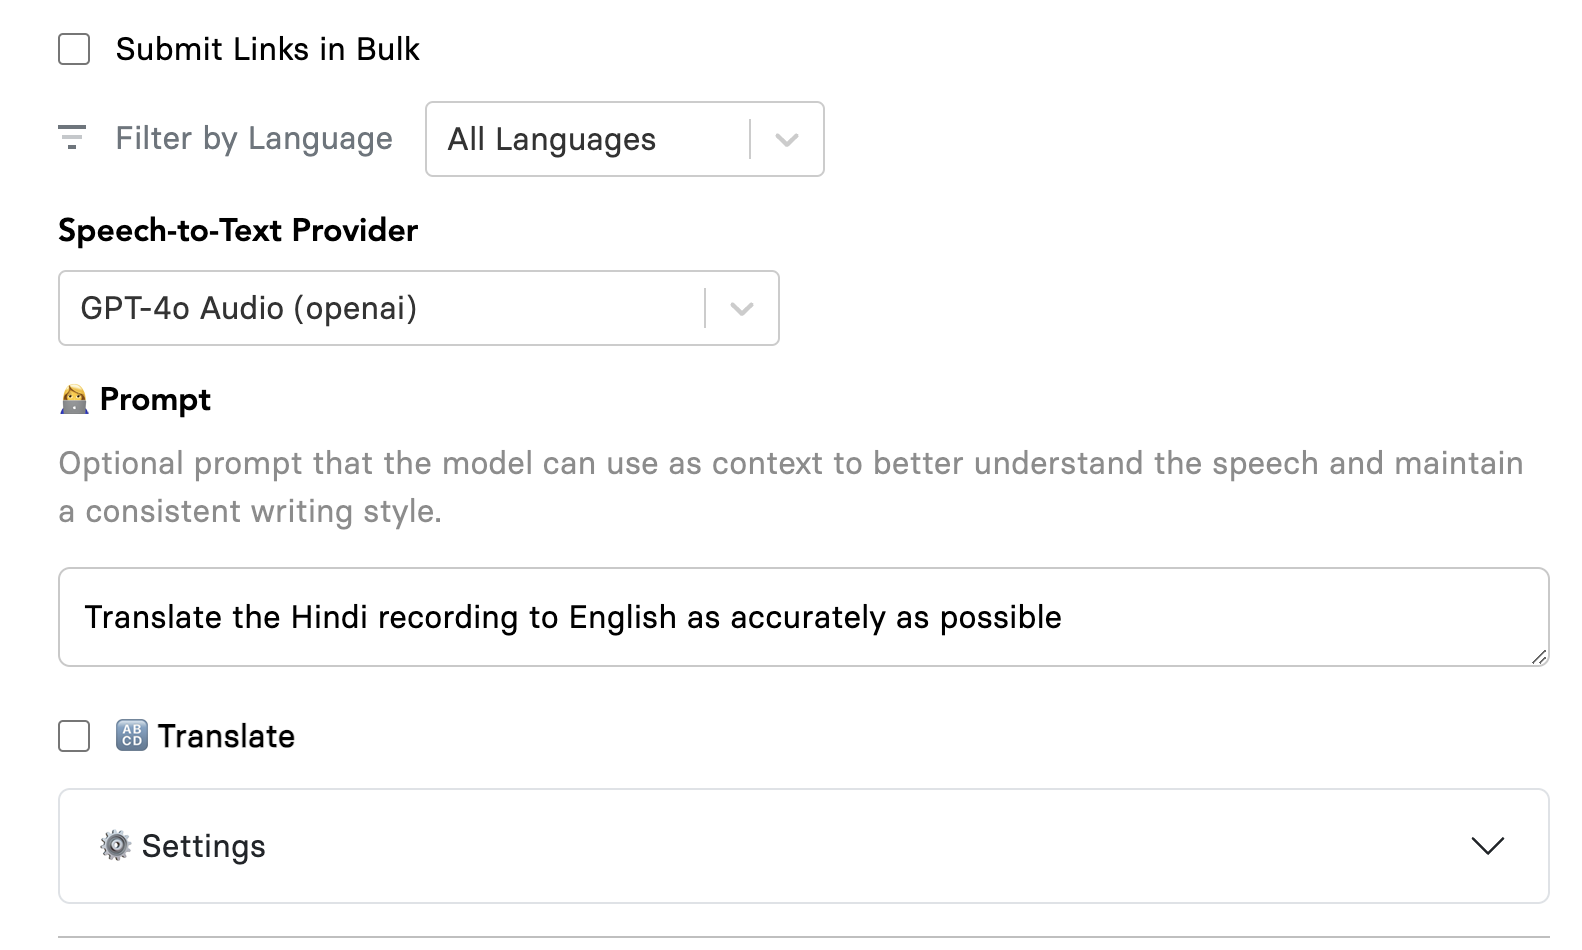 Submit Links in Bulk
Filter by Language
All Languages
Speech-to-Text Provider
GPT-4o Audio (openai)
Prompt
Optional prompt that the model can use as context to better understand the speech and maintain
a consistent writing style.
Translate the Hindi recording to English as accurately as possible
Translate
Settings